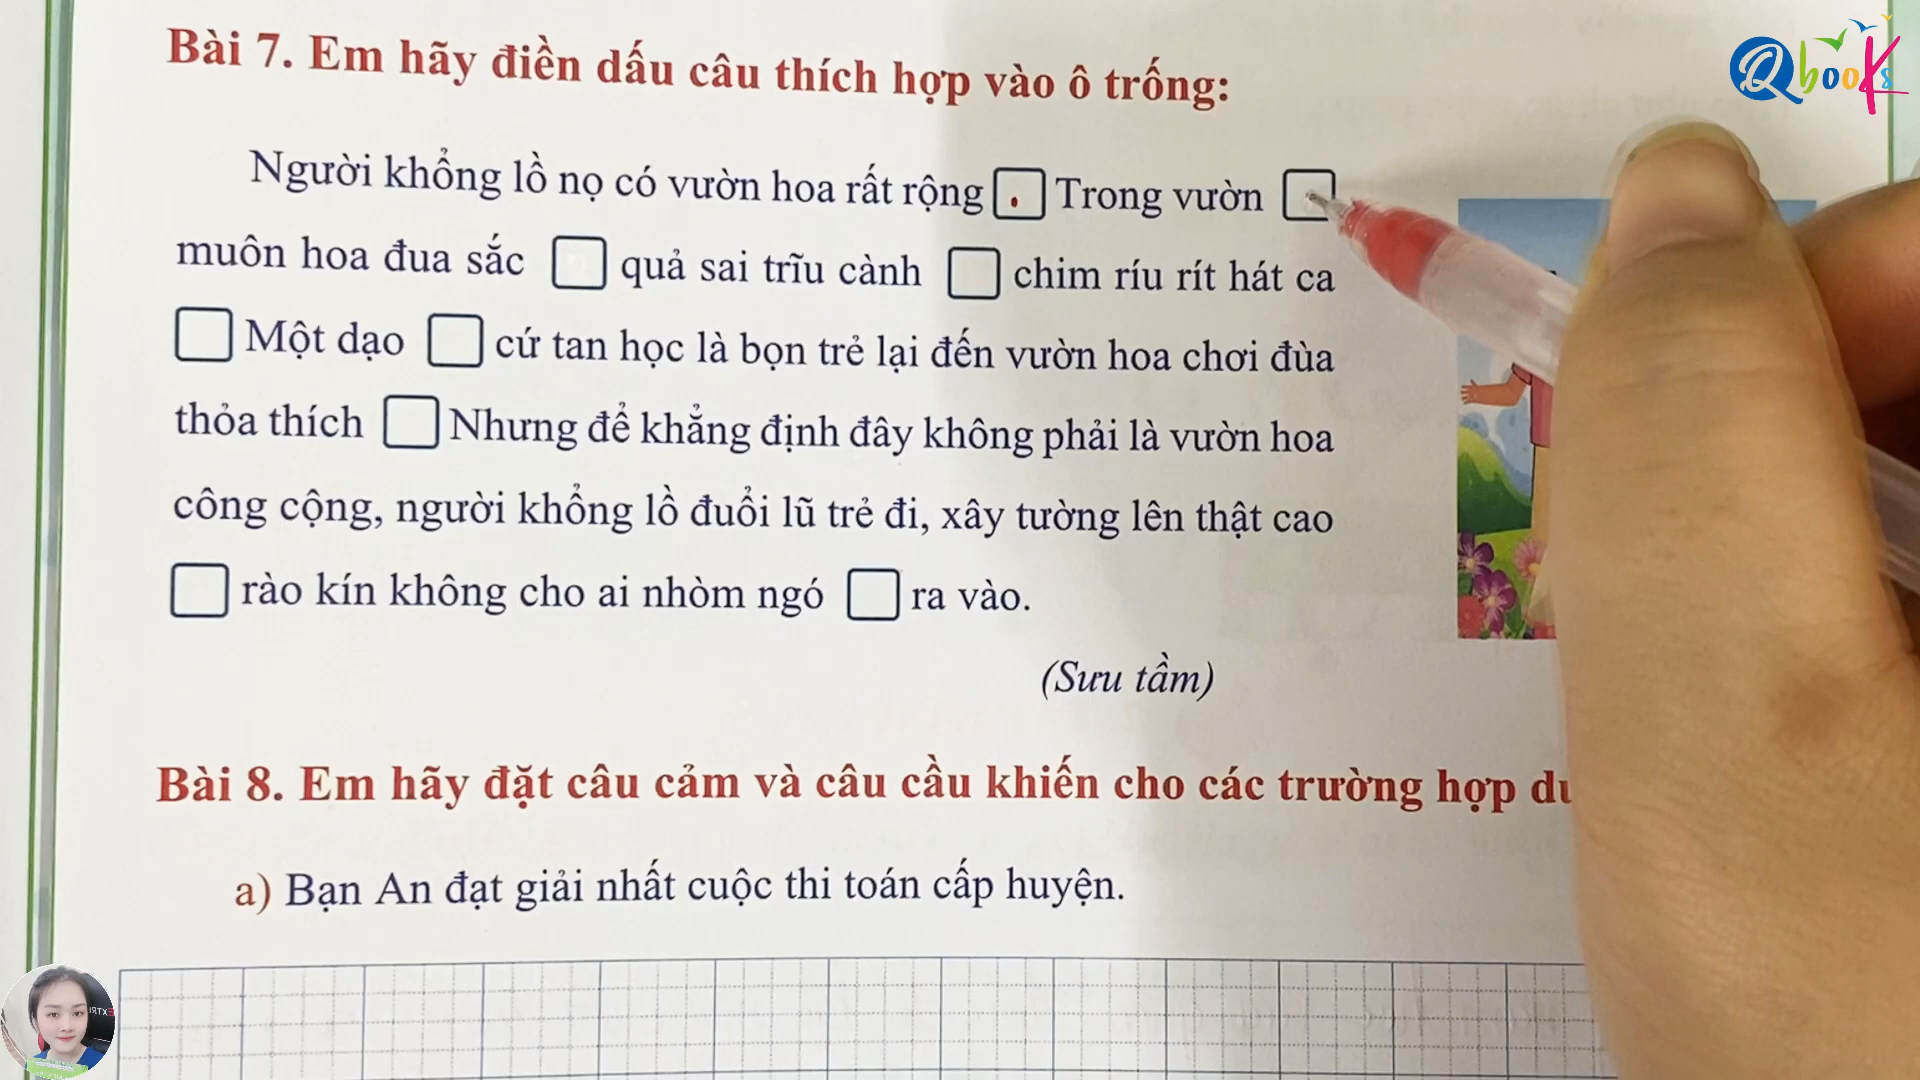 Qbooks
Bài 7. Em hãy điền dấu câu thích hợp vào ô trống:
Người khổng lồ nọ có vườn hoa rất rộng . Trong vườn
muôn hoa đua sắc quả sai trĩu cành chim ríu rít hát ca
Một dạo cứ tan học là bọn trẻ lại đến vườn hoa chơi đùa
thỏa thích Nhưng để khẳng định đây không phải là vườn hoa
công cộng, người khổng lồ đuổi lũ trẻ đi, xây tường lên thật cao
rào kín không cho ai nhòm ngó ra vào.
(Sưu tầm)
Bài 8. Em hãy đặt câu cảm và câu cầu khiến cho các trường hợp
a) Bạn An đạt giải nhất cuộc thi toán cấp huyện.